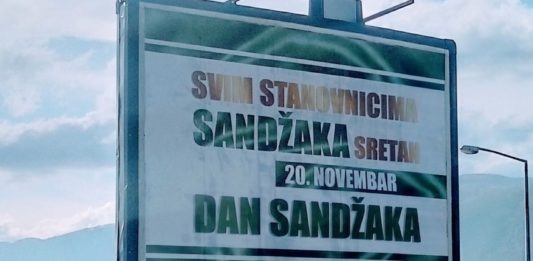 SVIM STANOVNICIMA
SANDŽAKA SRETAN
20. NOVEMBAR
DAN SANDŽAKA